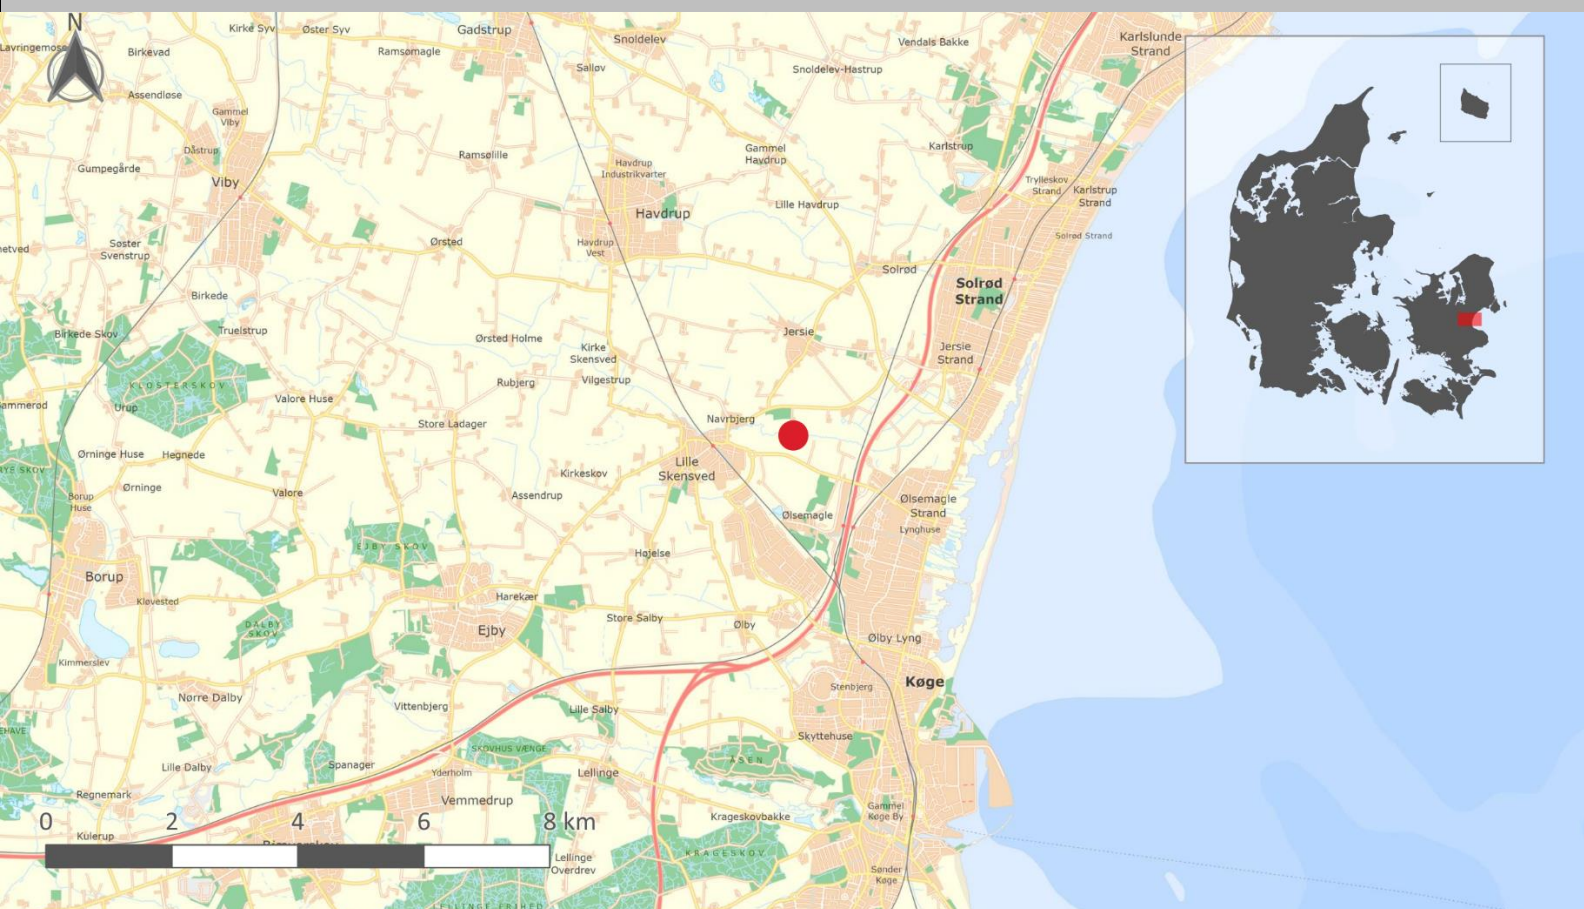 N
Kirke Syv
Øster Syv
Gadstrup
Snoldelev
Vendals Bakke
Karlslunde
Strand
Lavringemose
Birkevad
Ramsømagle
Salløv
Snoldelev-Hastrup
Assendløse
Gammel
Viby
Dåstrup
Gumpegårde
Viby
Ramsølille
Havdrup
Industrikvarter
Gammel
Havdrup
Karlstrup
Trylleskov
Strand
Karlstrup
Strand
Havdrup
Lille Havdrup
Solrød Strand
Søster
Svenstrup
Ørsted
Havdrup
Vest
Solrød
Solrød
Strand
Birkede
Birkede Skov
Truelstrup
Ørsted Holme
Kirke
Skensved
Jersie
Jersie
Strand
KLOSTERSKOV
Rubjerg
Vilgestrup
Urup
Valore Huse
Store Ladager
Navrbjerg
Ørninge Huse
Hegnede
Lille
Skensved
Kirkeskov
Ørninge
Borup
Huse
Valore
Assendrup
Ølsemagle
Strand
Lynghuse
Ølsemagle
EJBY SKOV
Højelse
Borup
Kløvested
Harekær
Store Salby
Ølby
DALBY
SKOV
Ejby
Ølby Lyng
Kimmerslev
Nørre Dalby
Vittenbjerg
Lille Salby
Stenbjerg
Køge
Skyttehuse
SKOVHUS VÆNGE
ÅSEN
Lille Dalby
Spanager
Yderholm
Lellinge
Regnemark
Vemmedrup
Krageskovbakke
Gammel
Køge By
0 2 4 6 8 km
Kulerup
Lellinge
Overdrev
KRAGESKOV
Sønder
Køge
LELLINGE FRIHED